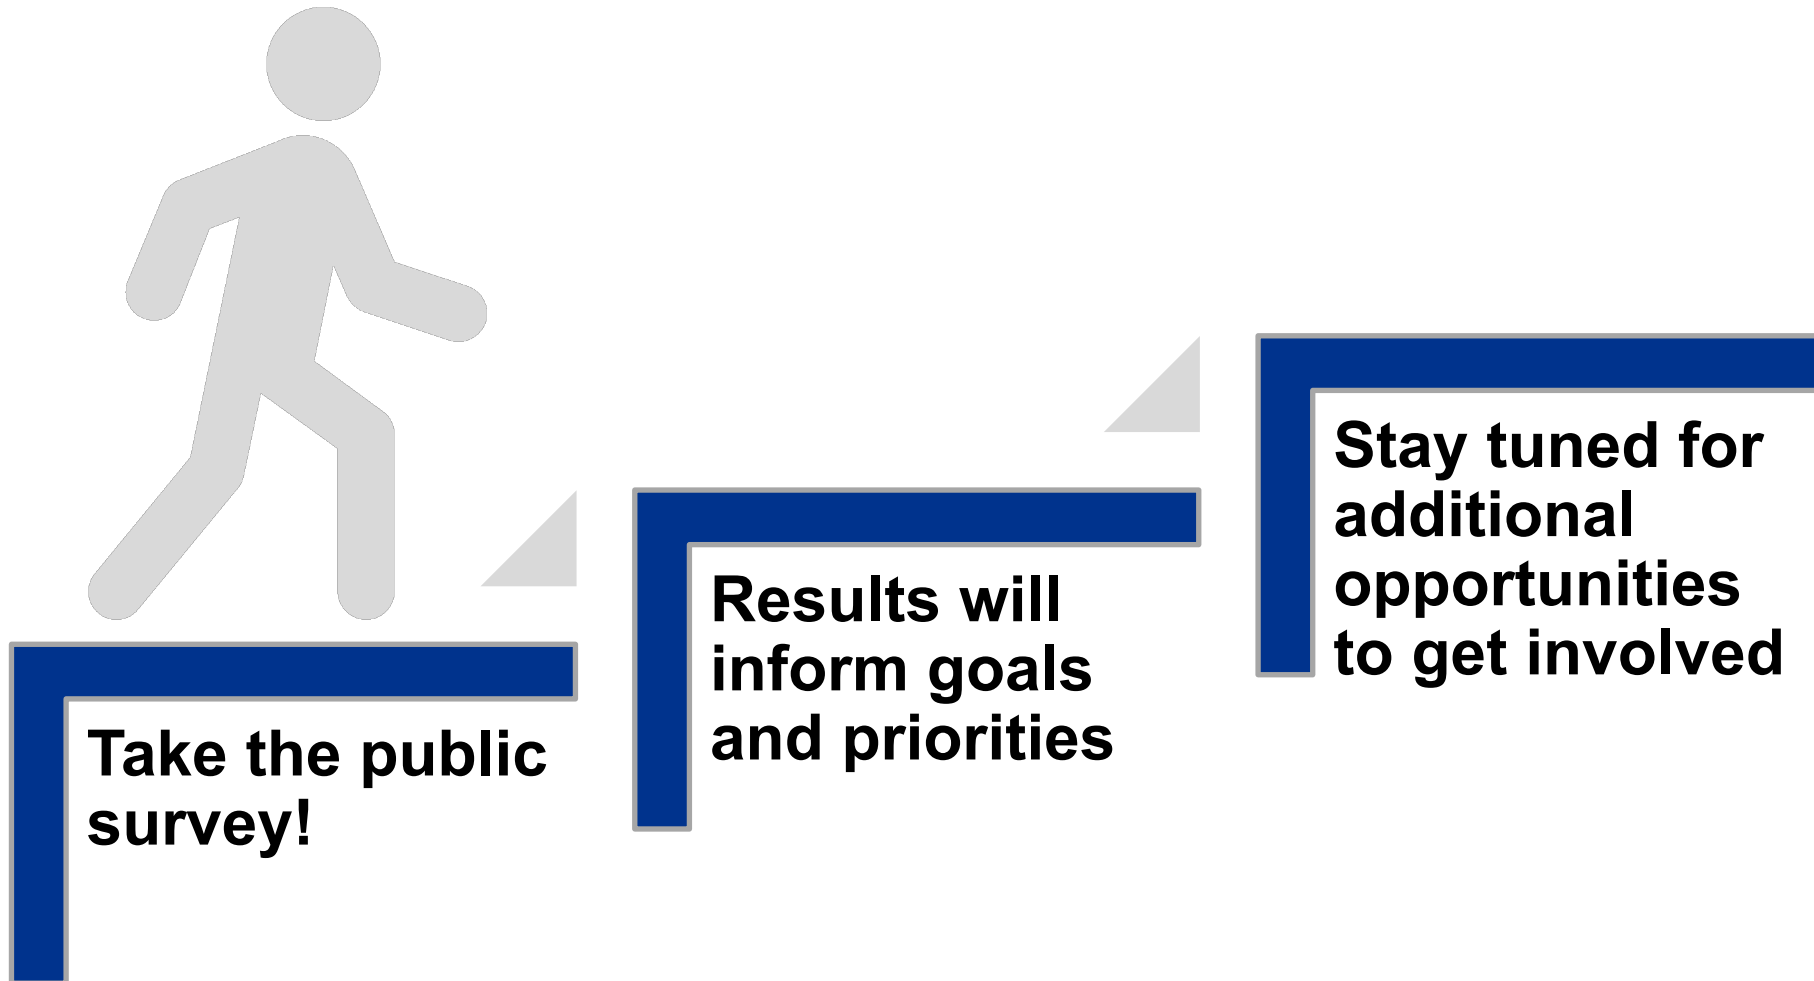 Take the public
survey!
Results will
inform goals
and priorities
Stay tuned for
additional
opportunities
to get involved